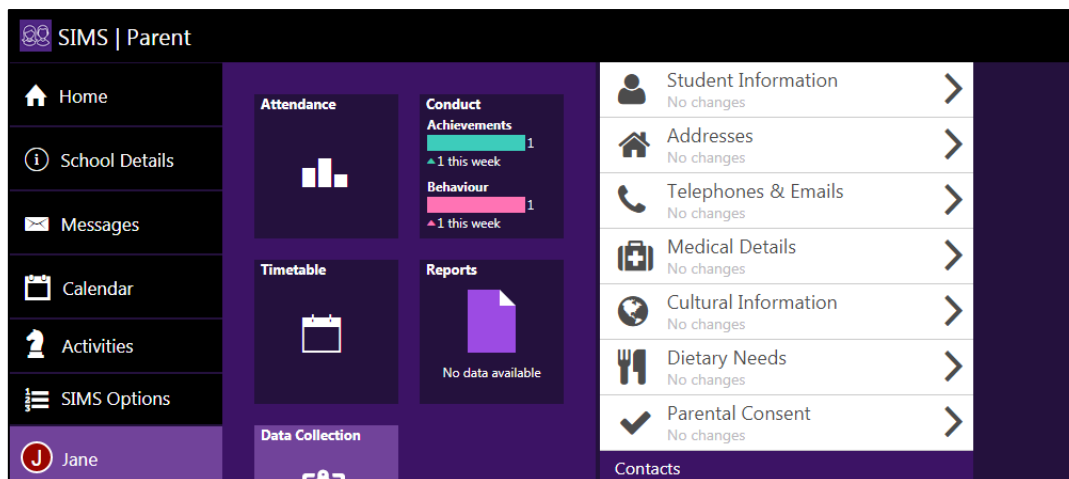 SIMS | Parent
Home
School Details
Messages
Calendar
Activities
1
2
3
SIMS Options
J
Jane
Attendance
Conduct
Achievements
1
1 this week
Behaviour
1
1 this week
Timetable
Reports
No data available
Data Collection
Student Information
No changes
Addresses
No changes
Telephones & Emails
No changes
Medical Details
No changes
Cultural Information
No changes
Dietary Needs
No changes
Parental Consent
No changes
Contacts